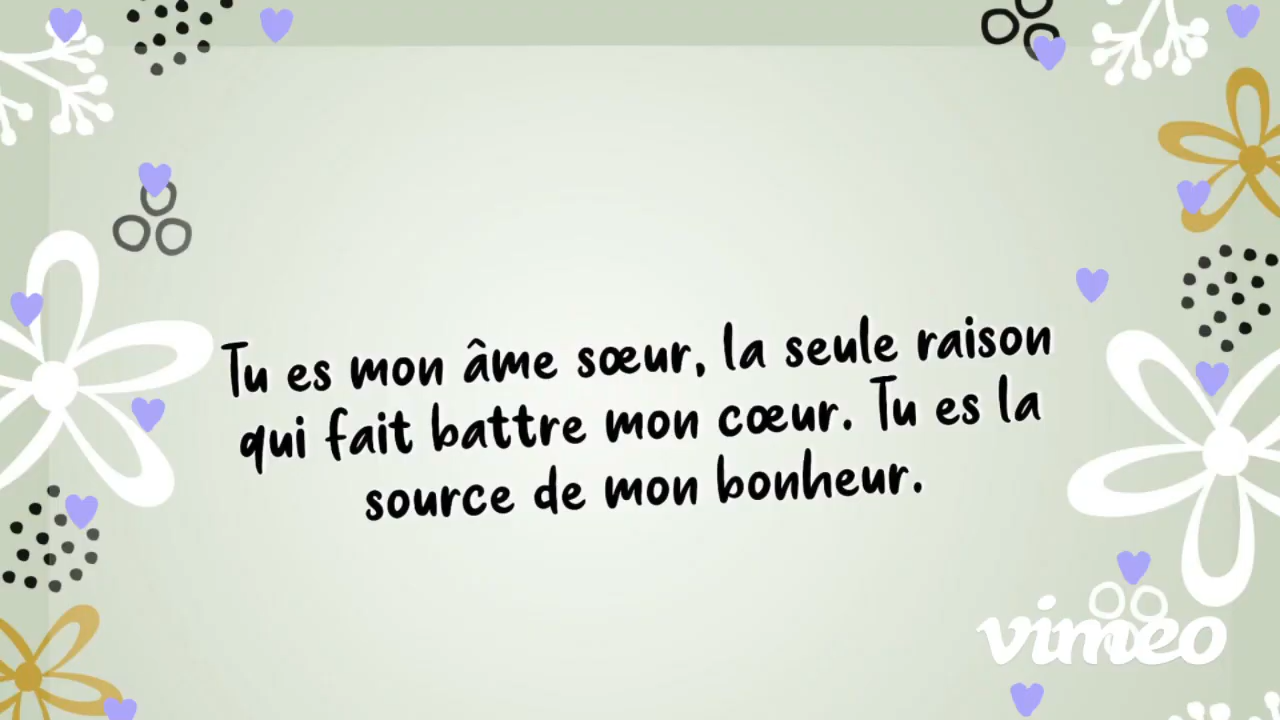 Tu es mon âme sœur, la seule raison
qui fait battre mon cœur. Tu es la
source de mon bonheur.
vimeo